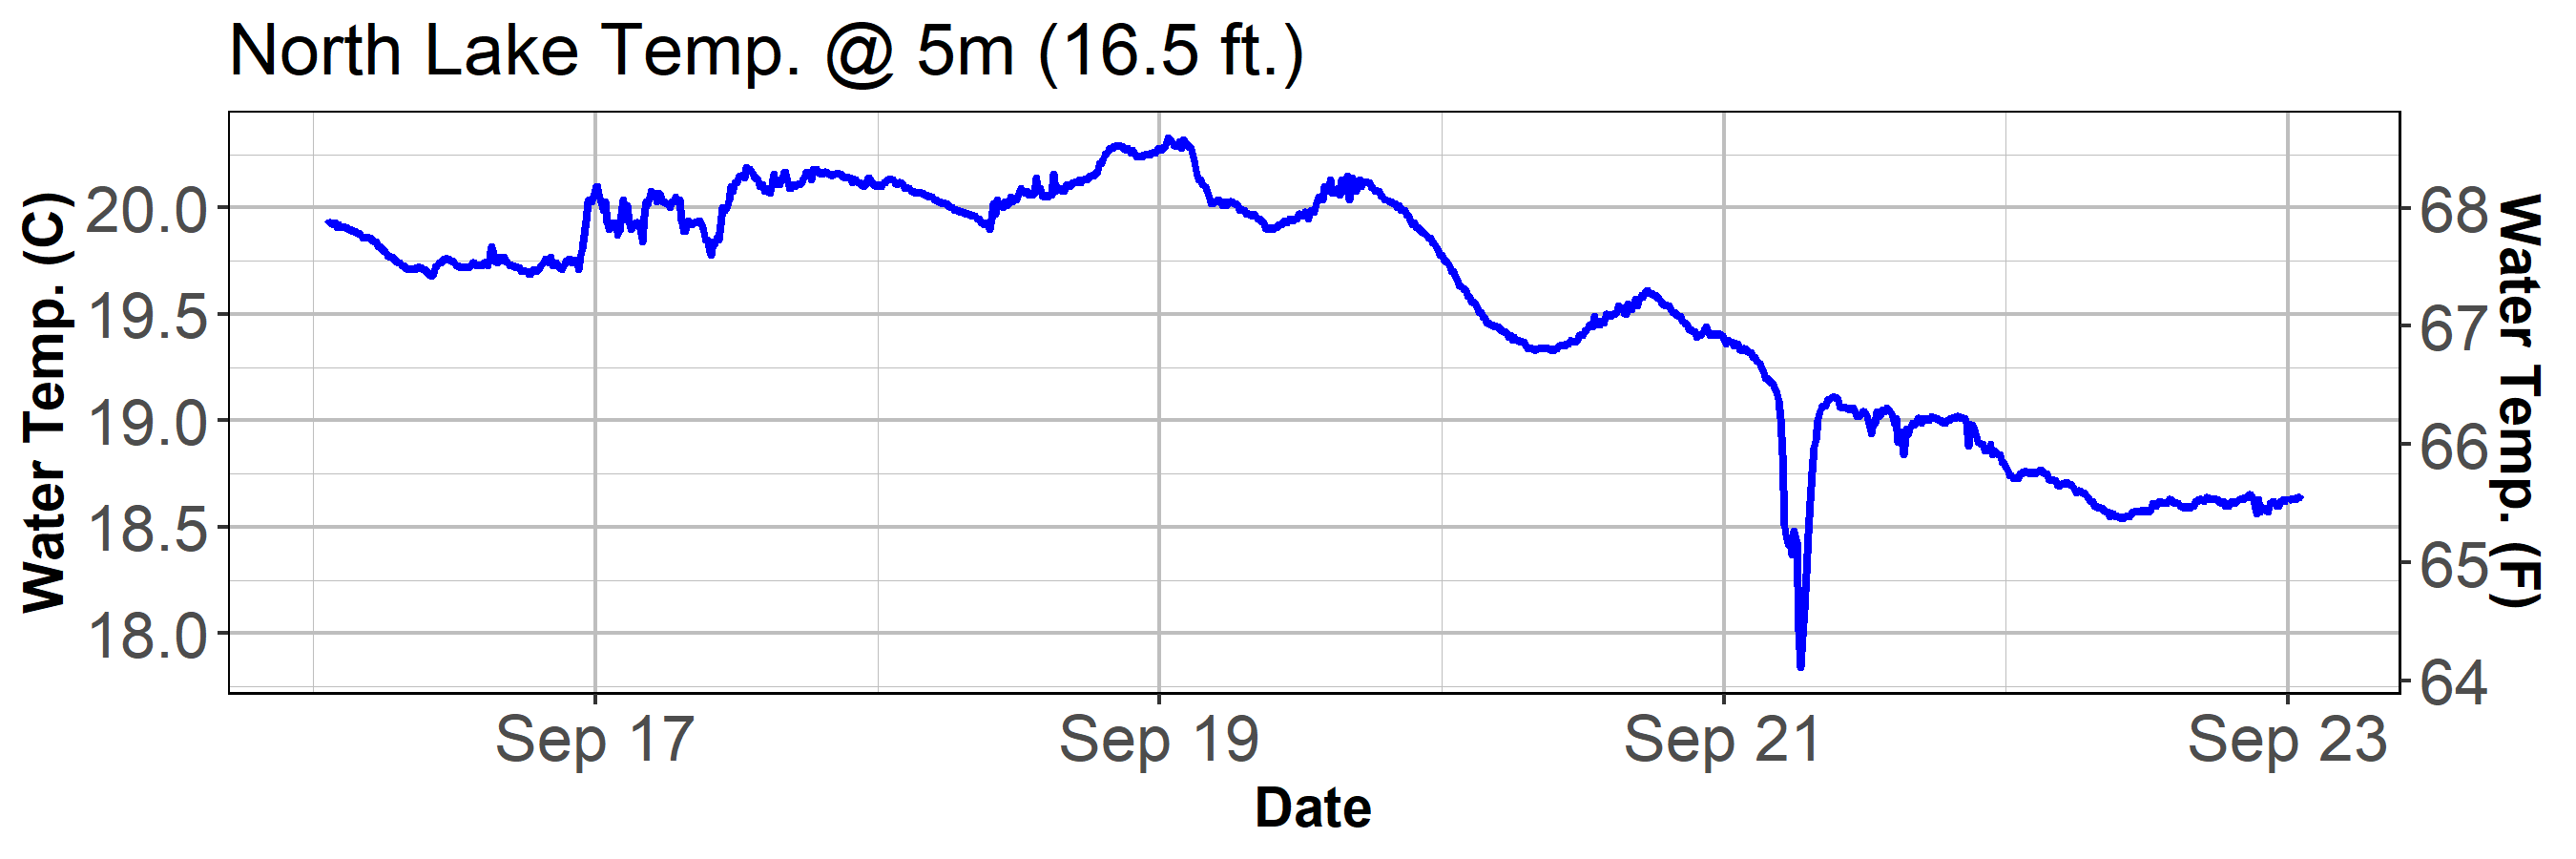 North Lake Temp. @ 5m (16.5 ft.)
Water Temp. (C)
20.0
19.5
19.0
18.5
18.0
68
67
66
65
64
Water Temp. (F)
Sep 17 Sep 19 Sep 21 Sep 23
Date